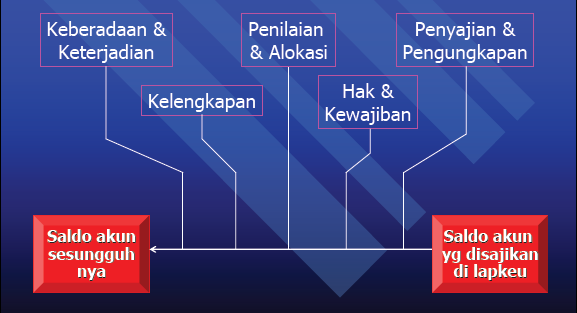 Keberadaan &
Keterjadian
Penilaian
& Alokasi
Penyajian &
Pengungkapan
Kelengkapan
Hak &
Kewajiban
Saldo akun
sesungguh
nya
Saldo akun
yg disajikan
di lapkeu